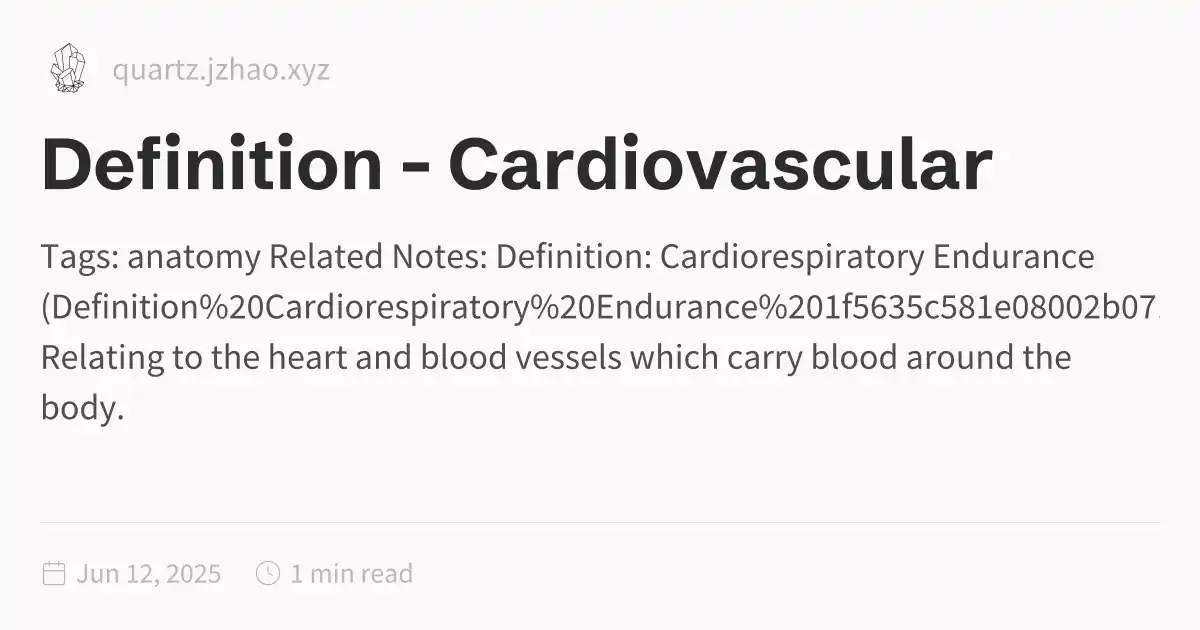 quartz.jzhao.xyz
Definition - Cardiovascular
Tags: anatomy Related Notes: Definition: Cardiorespiratory Endurance
(Definition%20Cardiorespiratory%20Endurance%201f5635c581e08002b07
Relating to the heart and blood vessels which carry blood around the
body.
Jun 12, 2025 1 min read